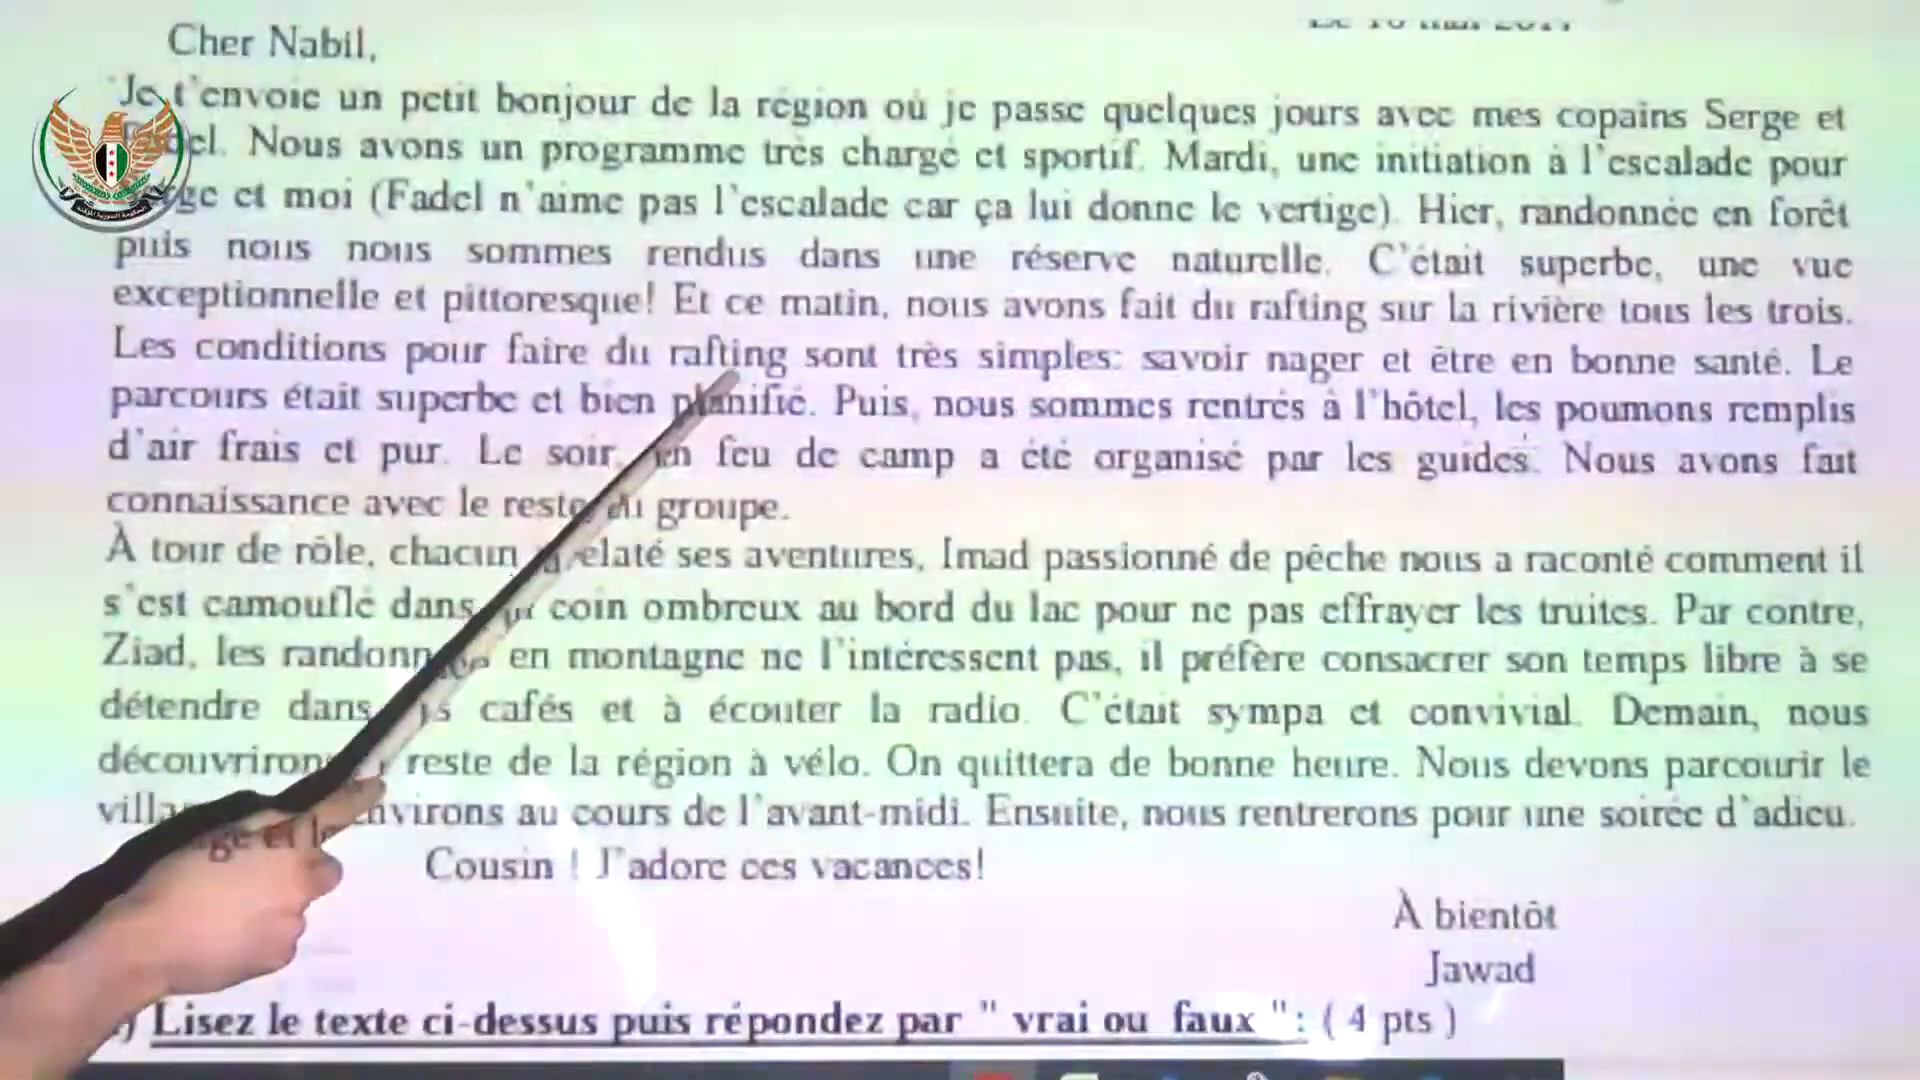 Cher Nabil,
Je t'envoie un petit bonjour de la région où je passe quelques jours avec mes copains Serge et
Nous avons un programme très chargé et sportif. Mardi, une initiation à l'escalade pour
et moi (Fadel n'aime pas l'escalade car ça lui donne le vertige). Hier, randonnée en forêt
puis nous nous sommes rendus dans une réserve naturelle. C'était superbe, une vue
exceptionnelle et pittoresque! Et ce matin, nous avons fait du rafting sur la rivière tous les trois.
Les conditions pour faire du rafting sont très simples: savoir nager et être en bonne santé. Le
parcours était superbe et bien planifié. Puis, nous sommes rentrés à l'hôtel, les poumons remplis
d'air frais et pur. Le soir, feu de camp a été organisé par les guides. Nous avons fait
connaissance avec le reste du groupe.
À tour de rôle, chacun relaté ses aventures, Imad passionné de pêche nous a raconté comment il
s'est camouflé dans coin ombreux au bord du lac pour ne pas effrayer les truites. Par contre,
Ziad, les randonnées en montagne ne l'intéressent pas, il préfère consacrer son temps libre à se
détendre dans cafés et à écouter la radio. C'était sympa et convivial. Demain, nous
découvrirons reste de la région à vélo. On quittera de bonne heure. Nous devons parcourir le
village et environs au cours de l'avant-midi. Ensuite, nous rentrerons pour une soirée d'adieu.
Cousin ! J'adore ces vacances!
À bientôt
Jawad
Lisez le texte ci-dessus puis répondez par " vrai ou faux ": ( 4 pts )